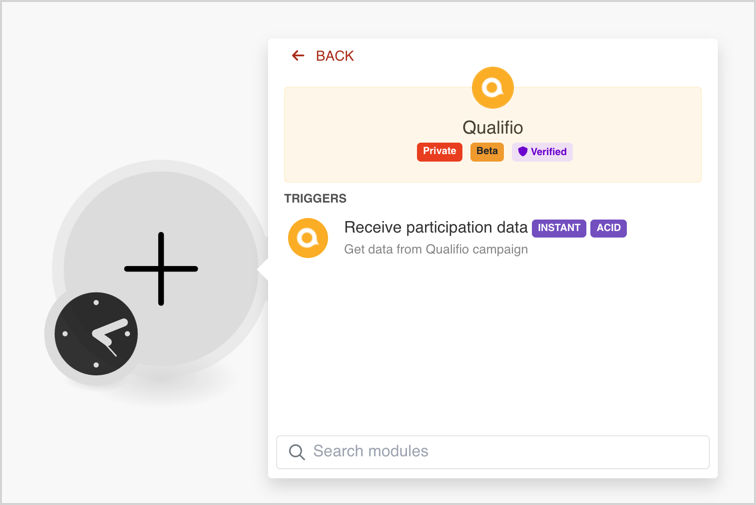 BACK
Qualifio
Private Beta Verified
TRIGGERS
Receive participation data INSTANT ACID
Get data from Qualifio campaign
Search modules